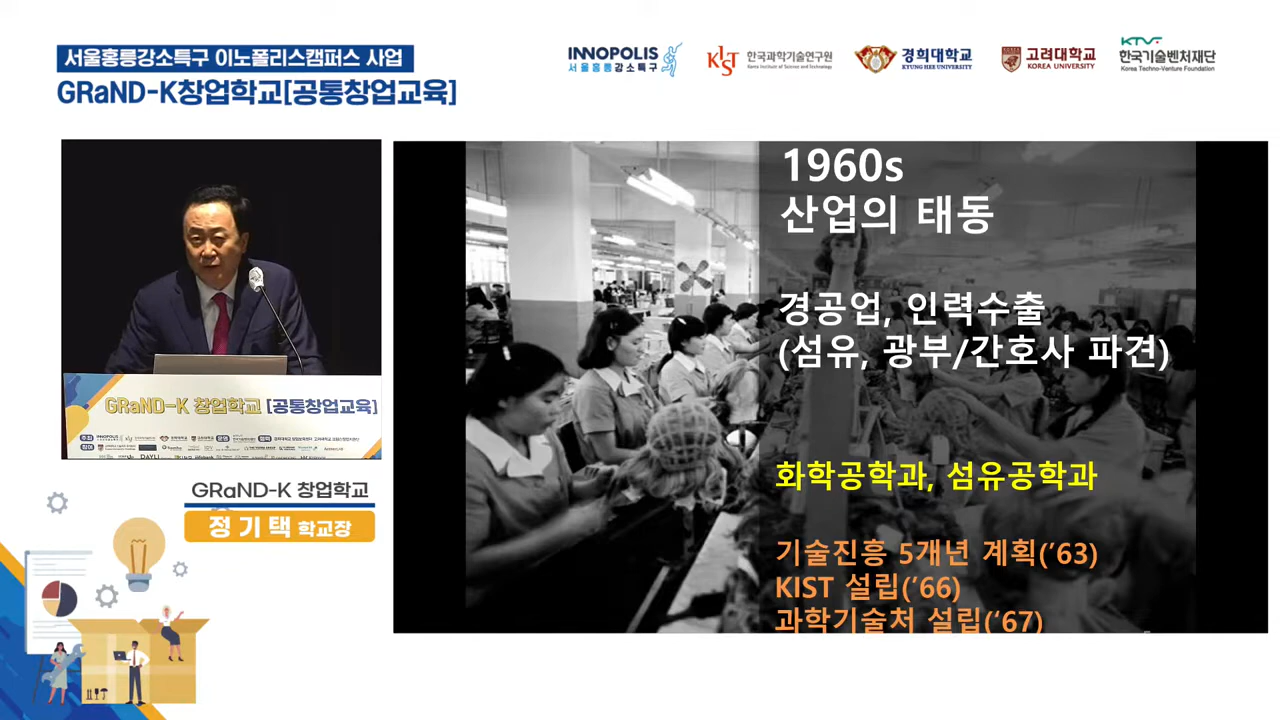 서울홍릉강소특구 이노폴리스캠퍼스 사업
GRaND-K창업학교[공통창업교육]
INNOPOLIS
서울홍릉강소특구
KIST 한국과학기술연구원
Korea Institute of Science and Technology
경희대학교
KYUNG HEE UNIVERSITY
고려대학교
KOREA UNIVERSITY
KTVF
한국기술벤처재단
Korea Techno-Venture Foundation
1960s
산업의 태동
경공업, 인력수출
(섬유, 광부/간호사 파견)
화학공학과, 섬유공학과
기술진흥 5개년 계획(’63)
KIST 설립(’66)
과학기술처 설립(‘67)
GRaND-K 창업학교 [공통창업교육]
GRaND-K 창업학교
정기택 학교장